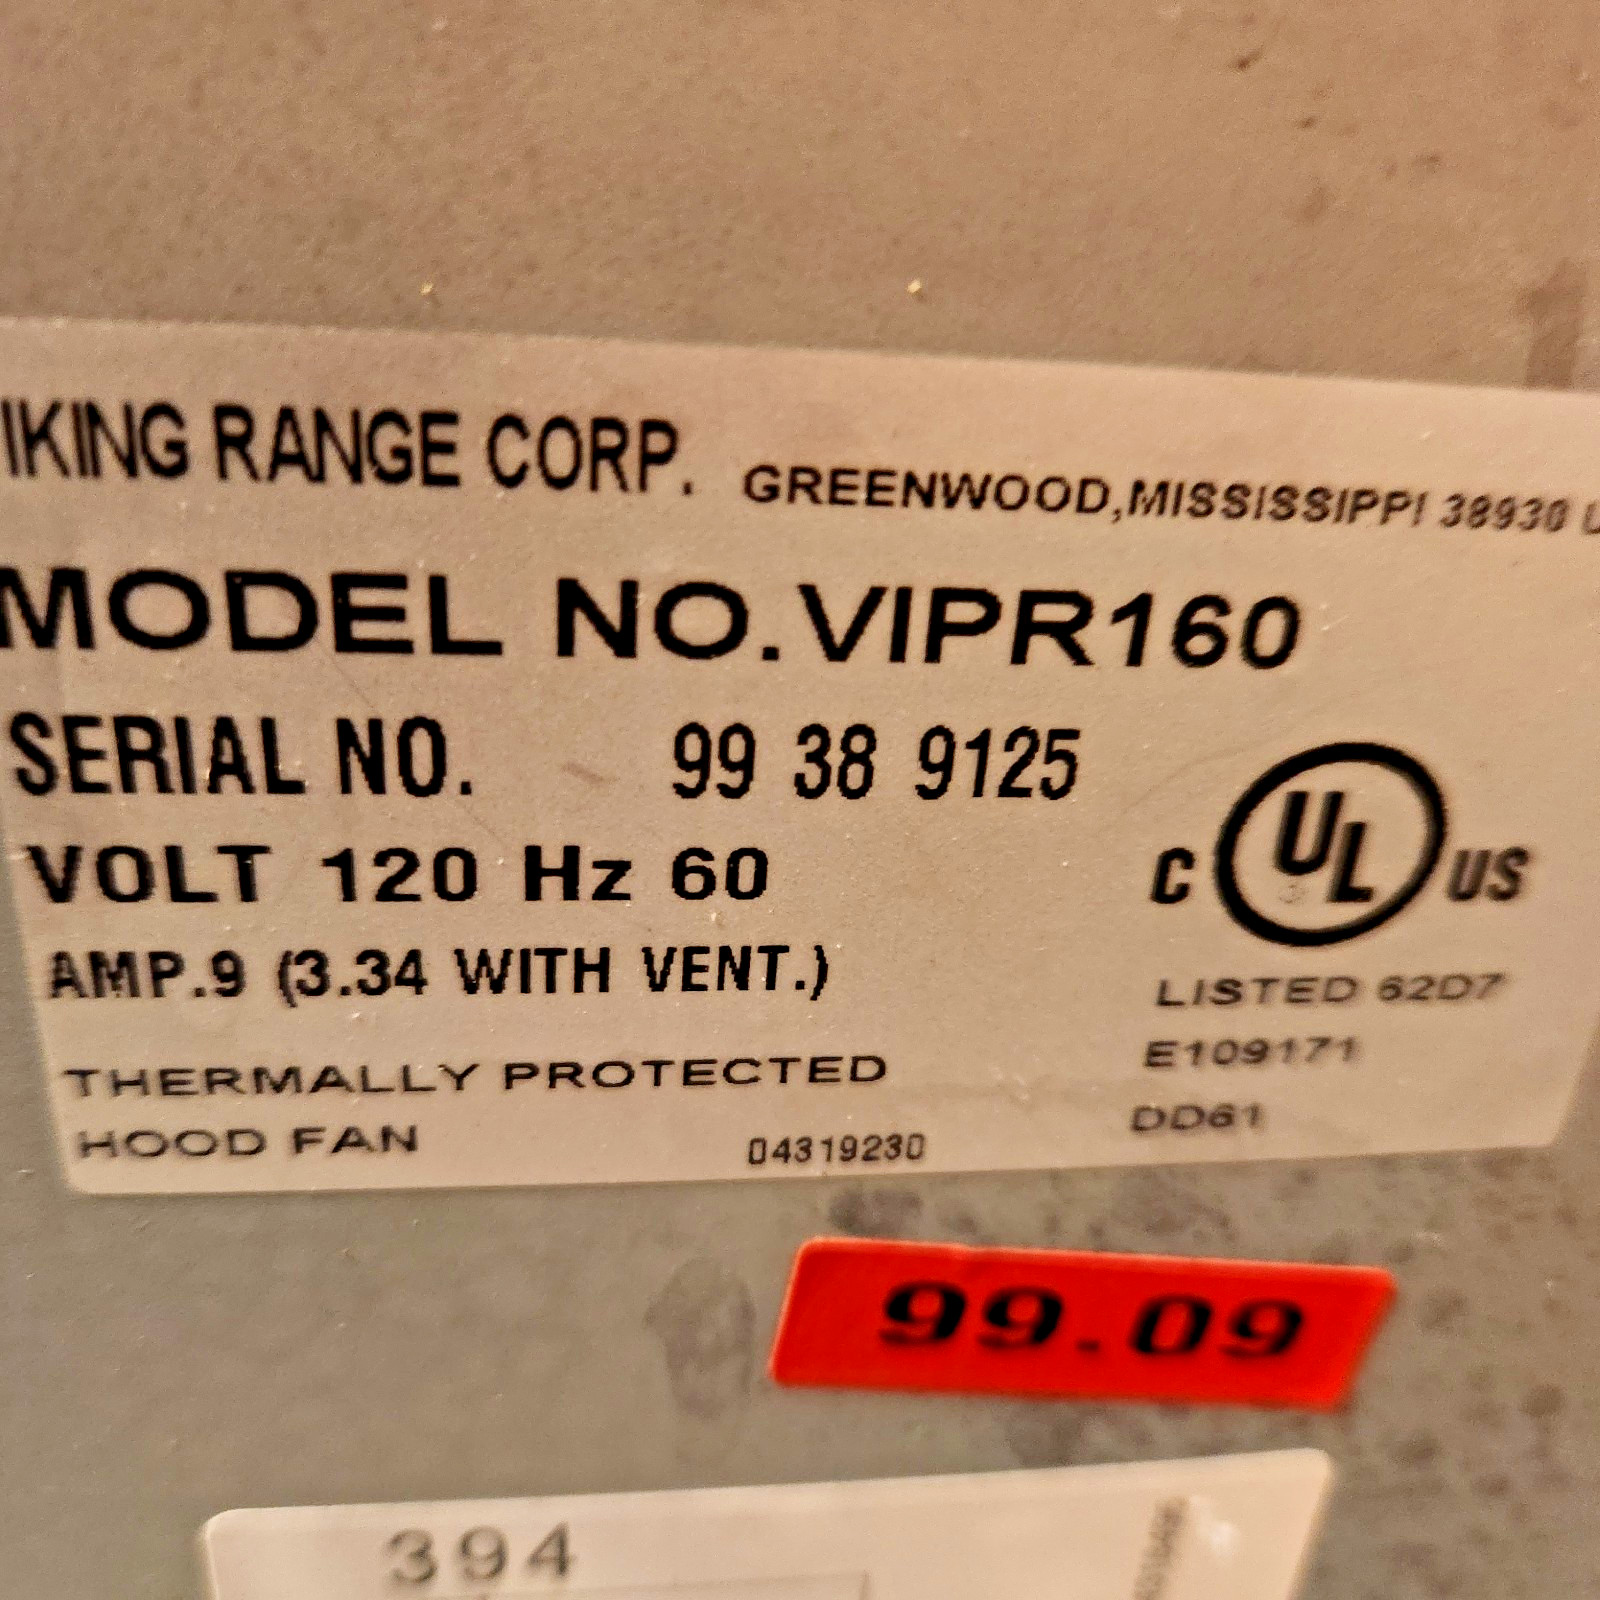 IKING RANGE CORP. GREENWOOD,MISSISSIPPI 38930 U
MODEL NO.VIPR160
SERIAL NO. 99 38 9125
VOLT 120 Hz 60
AMP.9 (3.34 WITH VENT.)
THERMALLY PROTECTED
HOOD FAN 04319230
C UL US
LISTED 62D7
E109171
DD61
99.09
394